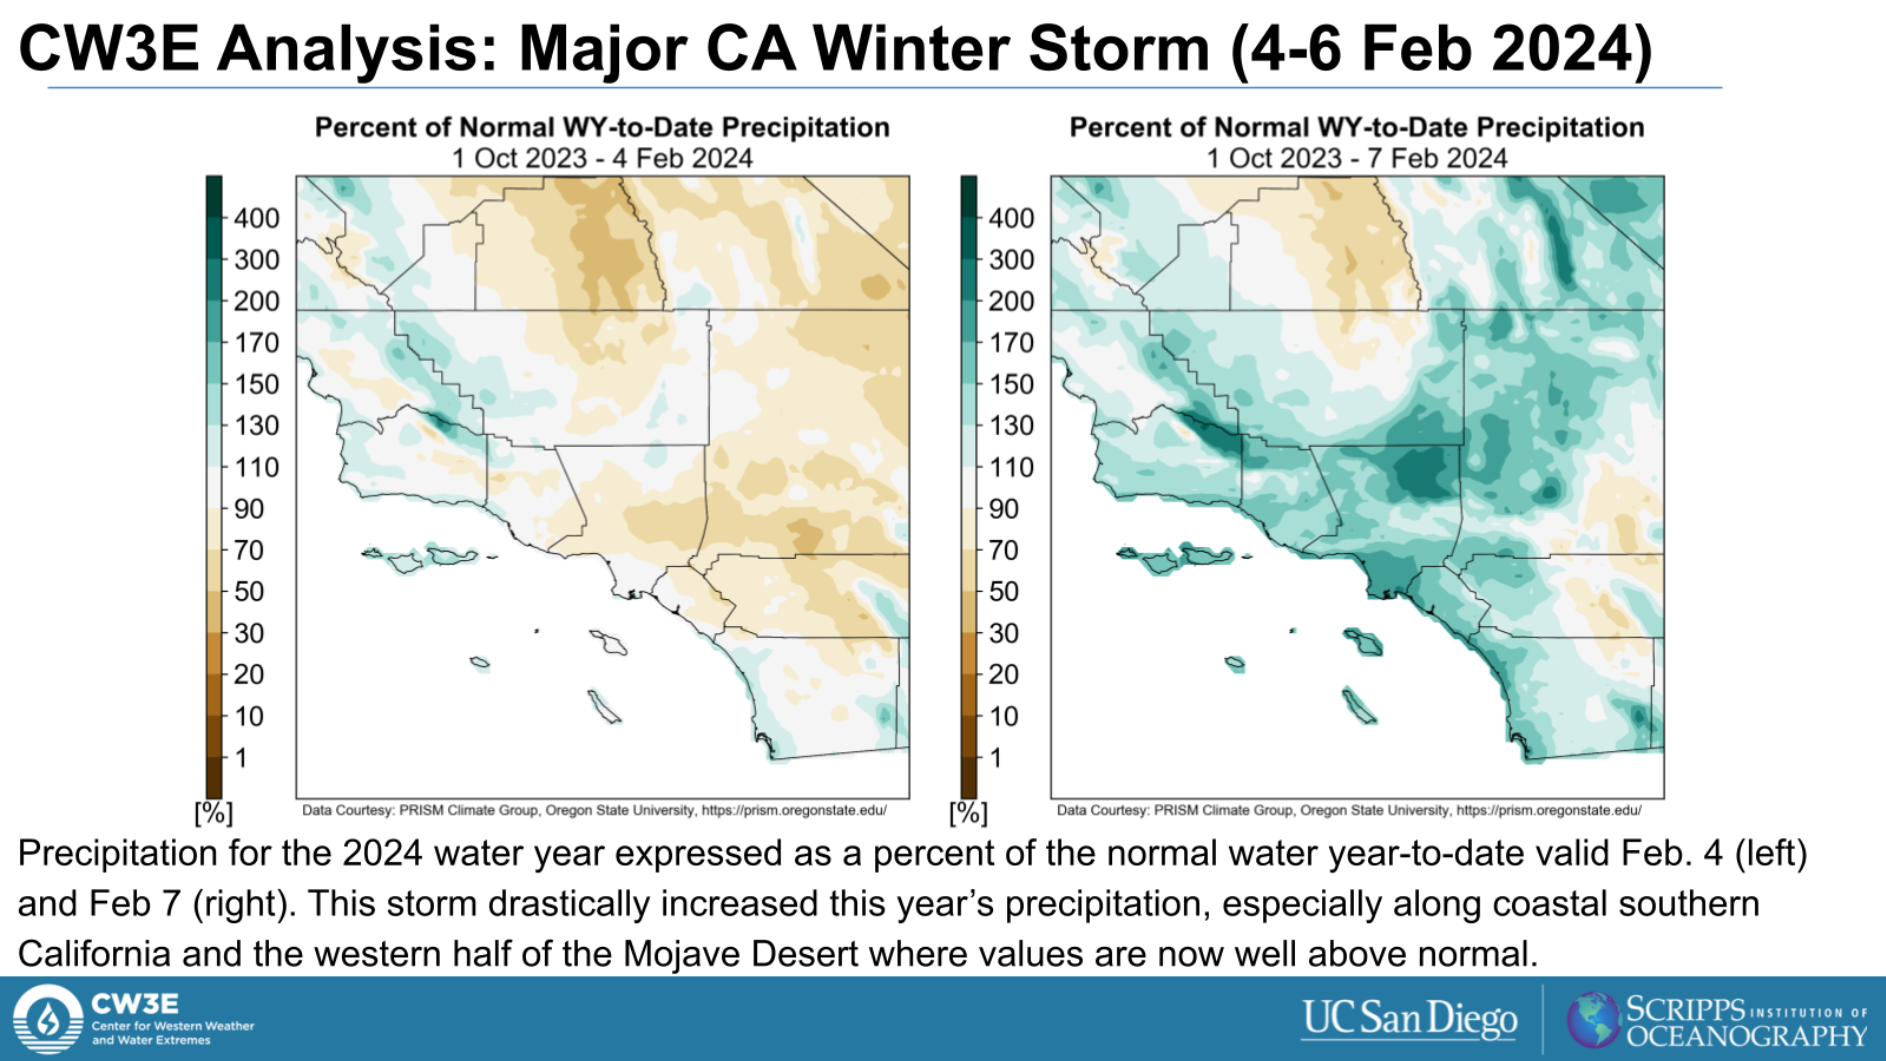 CW3E Analysis: Major CA Winter Storm (4-6 Feb 2024)
Percent of Normal WY-to-Date Precipitation
1 Oct 2023 - 4 Feb 2024
400
300
200
170
150
130
110
90
70
50
30
20
10
1
[%]
Data Courtesy: PRISM Climate Group, Oregon State University, https://prism.oregonstate.edu/
Percent of Normal WY-to-Date Precipitation
1 Oct 2023 - 7 Feb 2024
400
300
200
170
150
130
110
90
70
50
30
20
10
1
[%]
Data Courtesy: PRISM Climate Group, Oregon State University, https://prism.oregonstate.edu/
Precipitation for the 2024 water year expressed as a percent of the normal water year-to-date valid Feb. 4 (left)
and Feb 7 (right). This storm drastically increased this year’s precipitation, especially along coastal southern
California and the western half of the Mojave Desert where values are now well above normal.
CW3E
Center for Western Weather
and Water Extremes
UC San Diego
SCRIPPS INSTITUTION OF
OCEANOGRAPHY